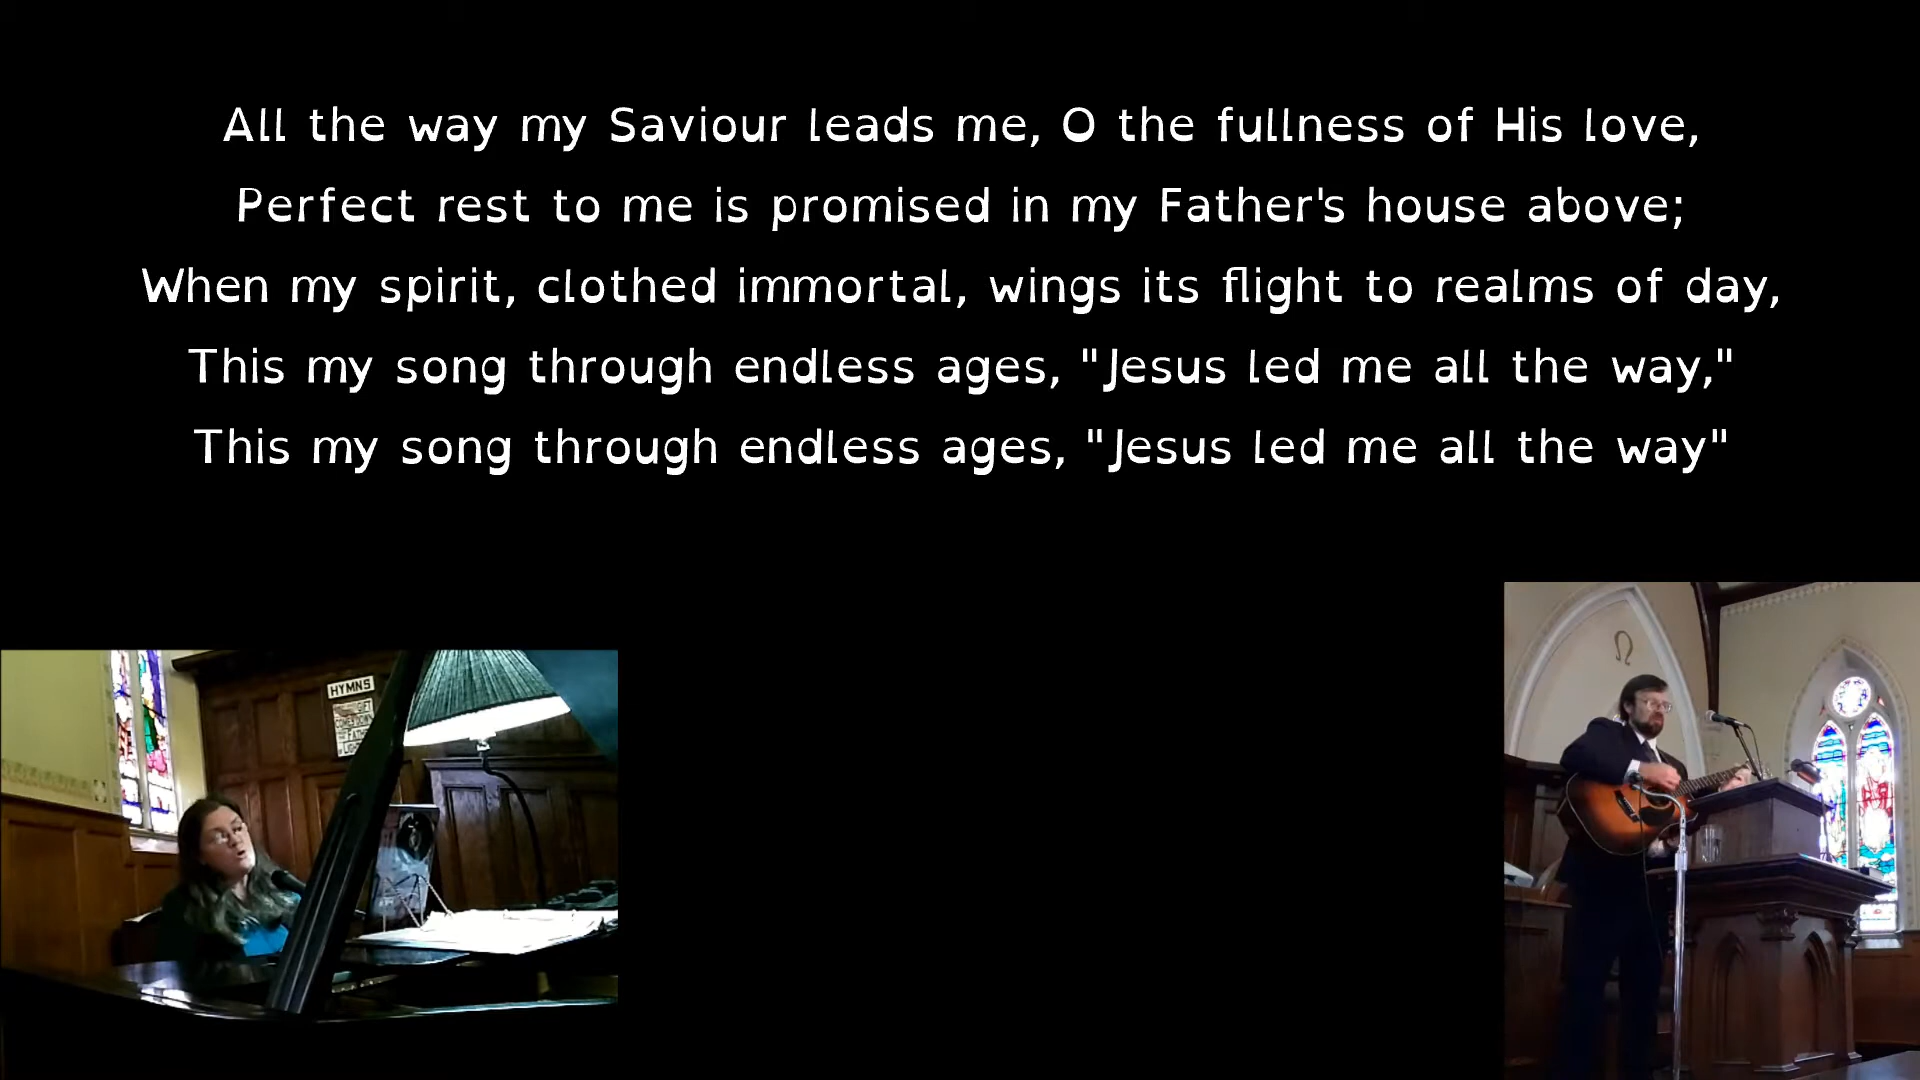 All the way my Saviour leads me, O the fullness of His love,
Perfect rest to me is promised in my Father's house above;
When my spirit, clothed immortal, wings its flight to realms of day,
This my song through endless ages, "Jesus led me all the way,"
This my song through endless ages, "Jesus led me all the way"
HYMNS
Ω